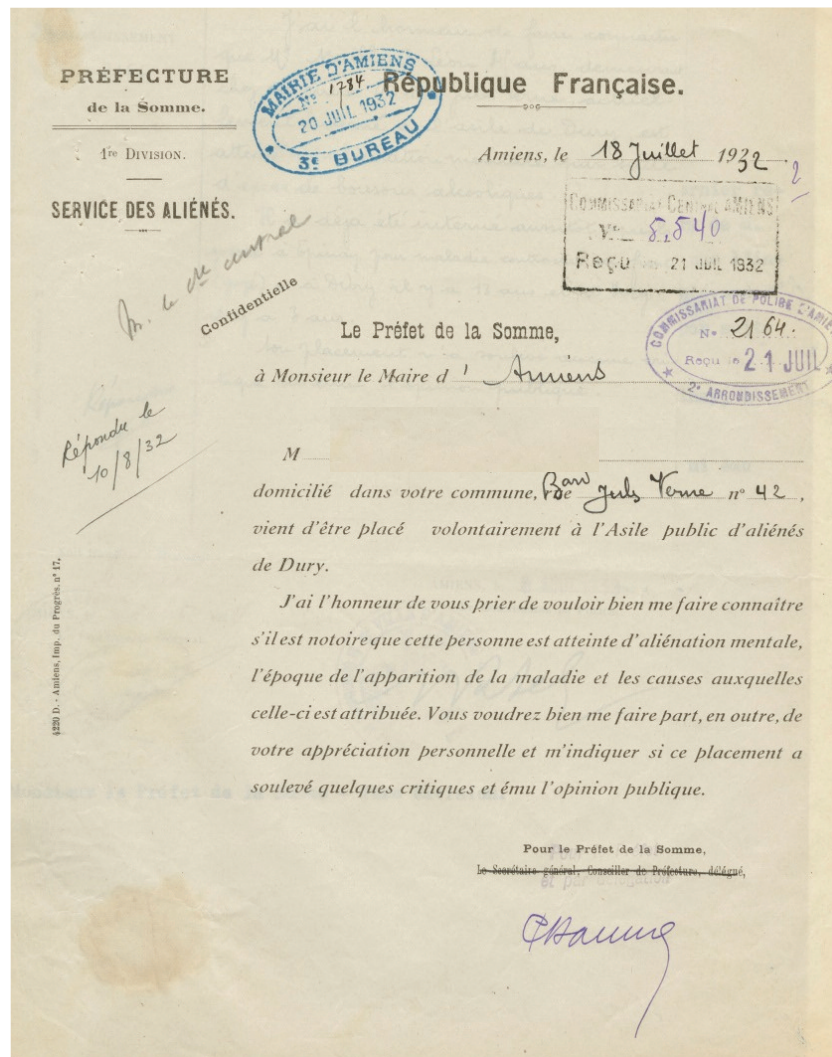 PRÉFECTURE
de la Somme.
1re DIVISION.
SERVICE DES ALIÉNÉS.
MAIRIE D'AMIENS
No 1784
20 JUIL 1932
3e BUREAU
République Française.
Amiens, le 18 Juillet 1932
COMMISSARIAT CENTRAL AMIENS
No 8.540
Reçu 21 JUIL 1932
M. le Cre central
Confidentielle
COMMISSARIAT DE POLICE D'AMIENS
No 2164.
Reçu le 21 JUIL
2e ARRONDISSEMENT
Le Préfet de la Somme,
à Monsieur le Maire d' Amiens
Répondu le
10/8/32
M
domicilié dans votre commune, Bard Jules Verne no 42,
vient d'être placé volontairement à l'Asile public d'aliénés
de Dury.
J'ai l'honneur de vous prier de vouloir bien me faire connaître
s'il est notoire que cette personne est atteinte d'aliénation mentale,
l'époque de l'apparition de la maladie et les causes auxquelles
celle-ci est attribuée. Vous voudrez bien me faire part, en outre, de
votre appréciation personnelle et m'indiquer si ce placement a
soulevé quelques critiques et ému l'opinion publique.
4220 D. - Amiens, Imp. du Progrès. no 17.
Pour le Préfet de la Somme,
Le Secrétaire général, Conseiller de Préfecture, délégué,